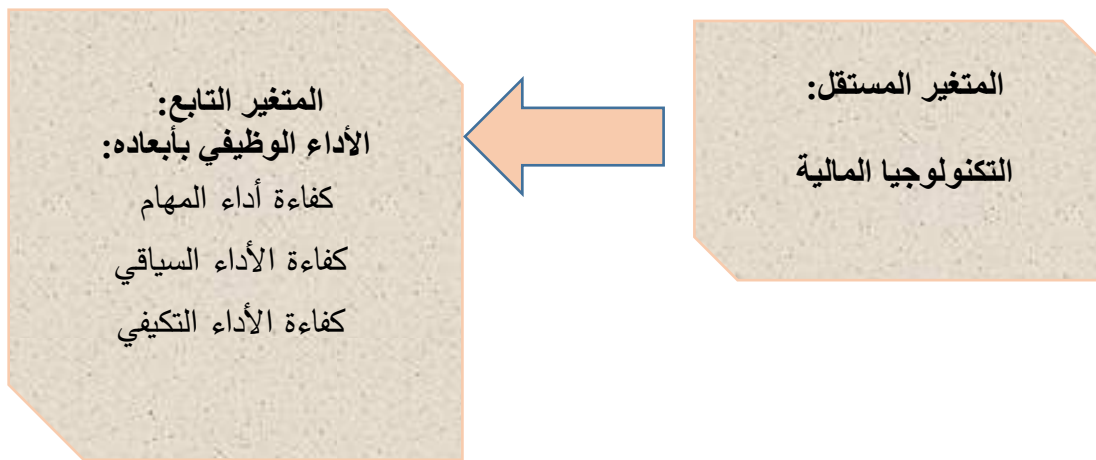 المتغير المستقل:
التكنولوجيا المالية
المتغير التابع:
الأداء الوظيفي بأبعاده:
كفاءة أداء المهام
كفاءة الأداء السياقي
كفاءة الأداء التكيفي